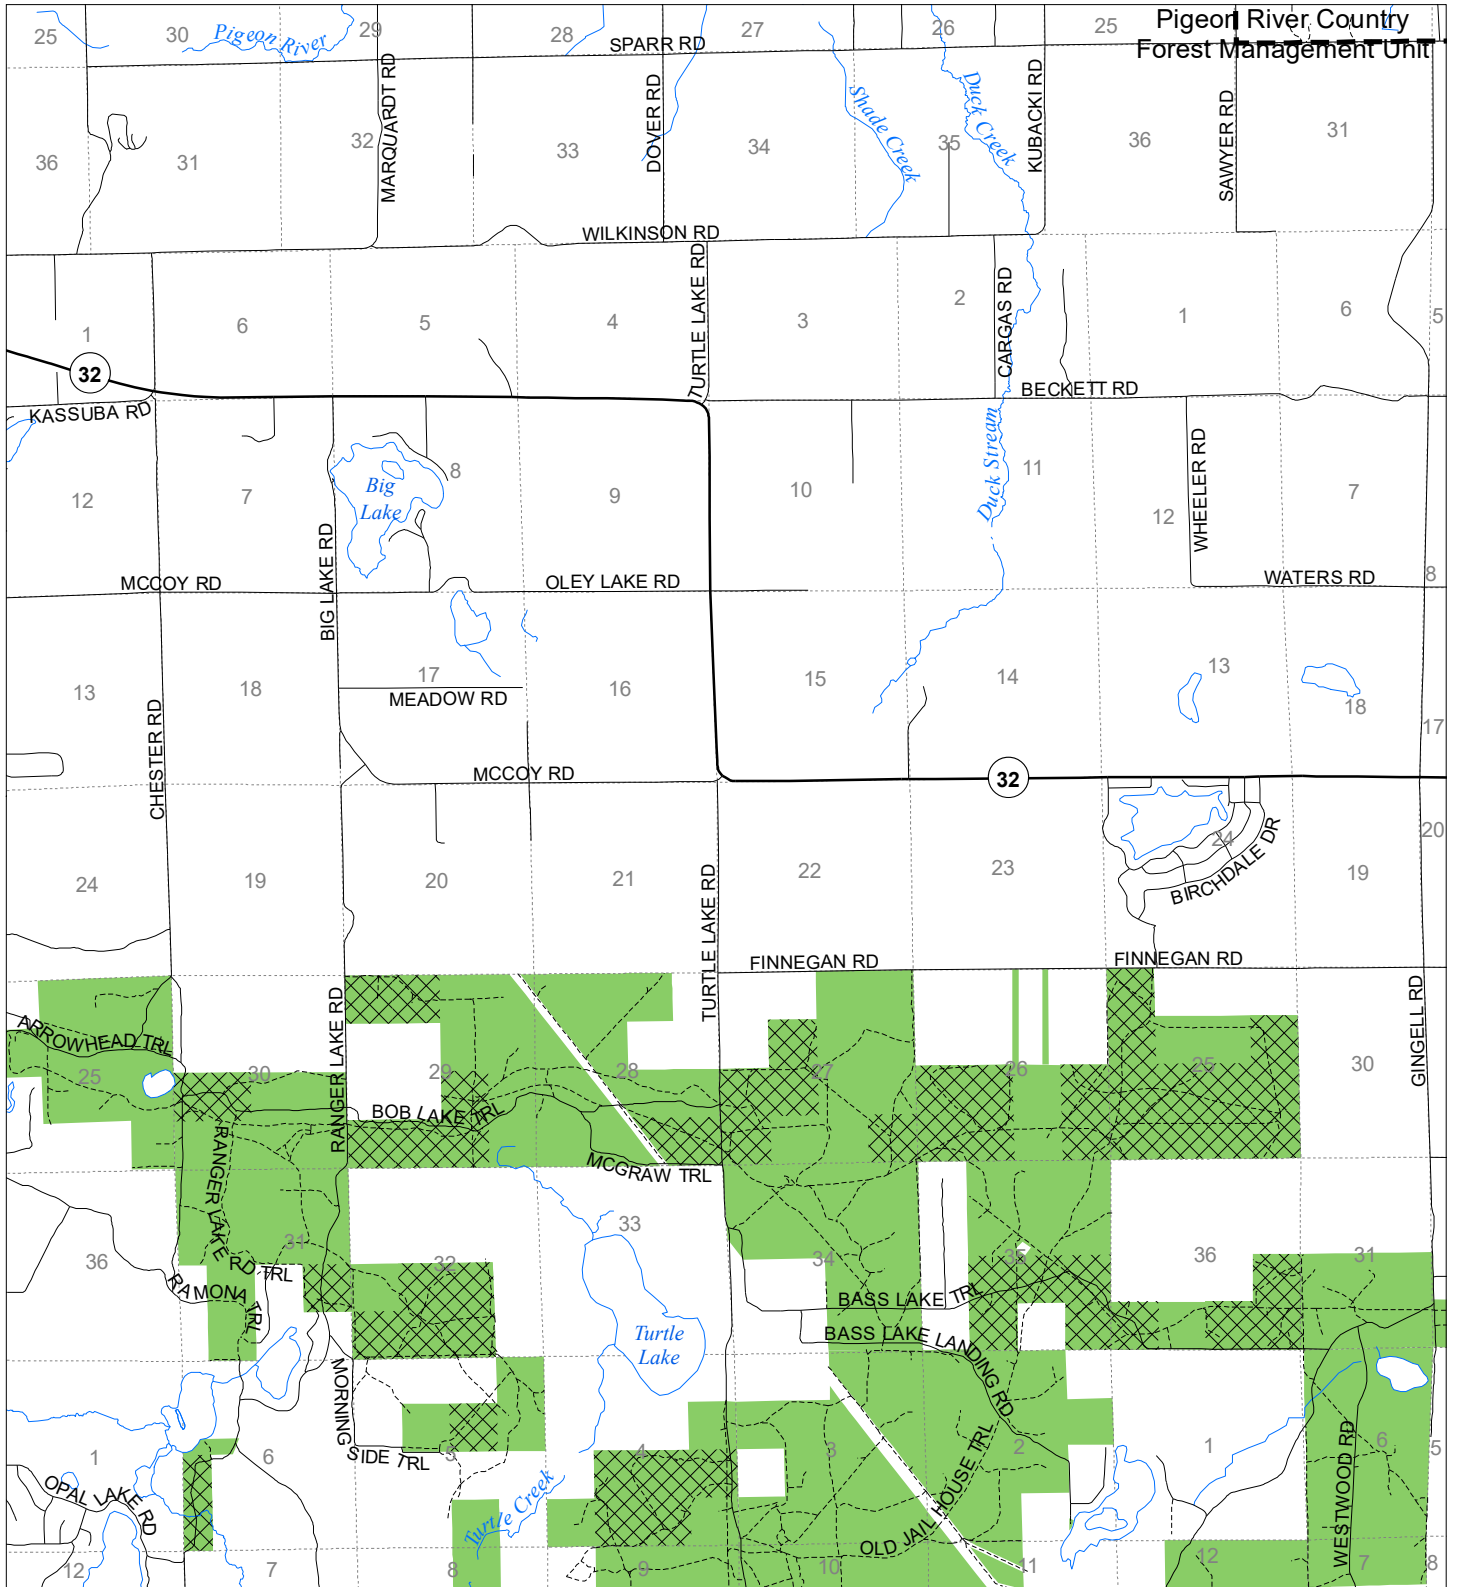 Pigeon River Country
Forest Management Unit
25
30
Pigeon River
29
28
SPARR RD
27
26
25
36
31
32
MARQUARDT RD
33
DOVER RD
34
Shade Creek
35
Duck Creek
KUBACKI RD
36
SAWYER RD
31
WILKINSON RD
1
6
5
4
TURTLE LAKE RD
3
2
CARGAS RD
1
6
5
32
KASSUBA RD
BECKETT RD
12
7
Big
Lake
8
9
10
Duck Stream
11
12
WHEELER RD
7
MCCOY RD
BIG LAKE RD
OLEY LAKE RD
WATERS RD
8
13
18
17
MEADOW RD
16
15
14
13
18
17
CHESTER RD
MCCOY RD
32
24
19
20
21
TURTLE LAKE RD
22
23
24
BIRCHDALE DR
19
20
FINNEGAN RD
FINNEGAN RD
ARROWHEAD TRL
25
30
RANGER LAKE RD
29
28
27
26
25
30
GINGELL RD
BOB LAKE TRL
MCGRAW TRL
RANGER LAKE RD TRL
36
31
32
33
34
35
36
31
RAMONA TRL
BASS LAKE TRL
BASS LAKE LANDING RD
Turtle
Lake
MORNING SIDE TRL
1
6
5
4
3
2
1
6
5
OPAL LAKE RD
Turtle Creek
OLD JAIL HOUSE TRL
WESTWOOD RD
12
7
8
9
10
11
12
7
8